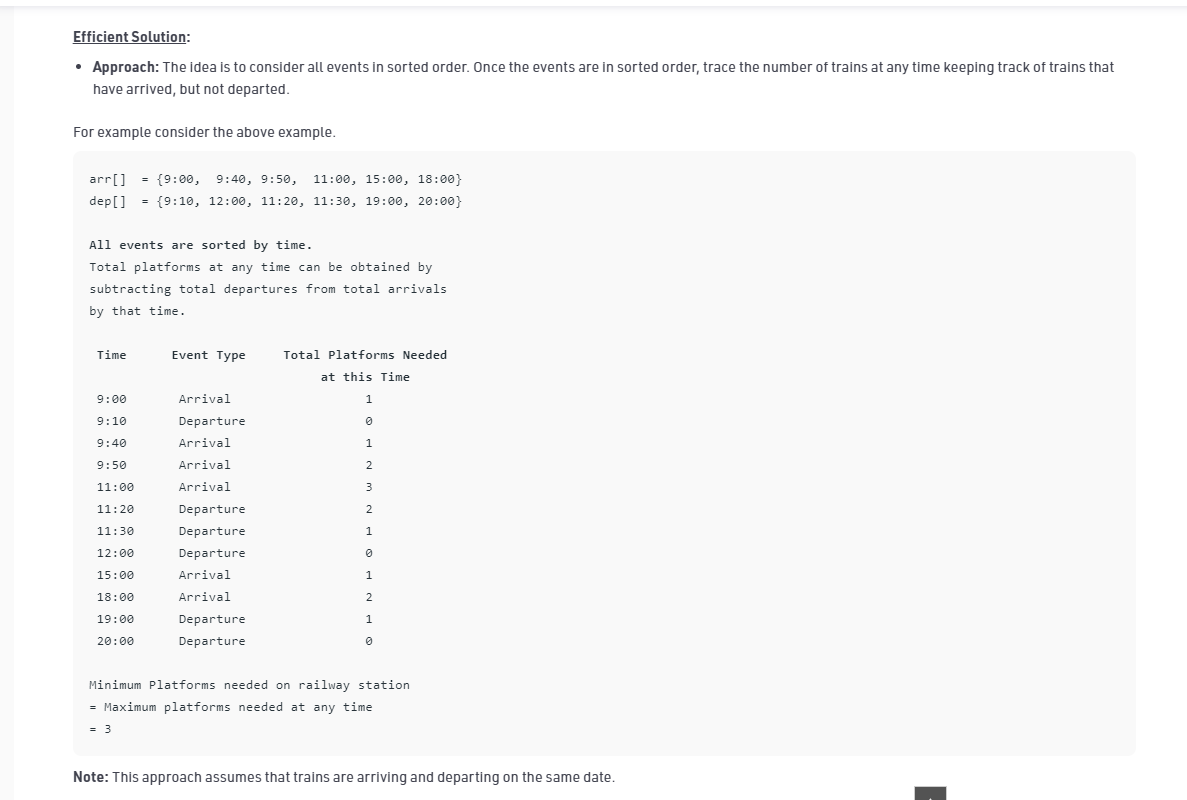 Efficient Solution:
• Approach: The idea is to consider all events in sorted order. Once the events are in sorted order, trace the number of trains at any time keeping track of trains that
have arrived, but not departed.
For example consider the above example.
arr[]  = {9:00,  9:40, 9:50,  11:00, 15:00, 18:00}
dep[]  = {9:10, 12:00, 11:20, 11:30, 19:00, 20:00}
All events are sorted by time.
Total platforms at any time can be obtained by
subtracting total departures from total arrivals
by that time.
Time      Event Type     Total Platforms Needed
at this Time
9:00       Arrival                  1
9:10       Departure                0
9:40       Arrival                  1
9:50       Arrival                  2
11:00      Arrival                  3
11:20      Departure                2
11:30      Departure                1
12:00      Departure                0
15:00      Arrival                  1
18:00      Arrival                  2
19:00      Departure                1
20:00      Departure                0
Minimum Platforms needed on railway station
= Maximum platforms needed at any time
= 3
Note: This approach assumes that trains are arriving and departing on the same date.